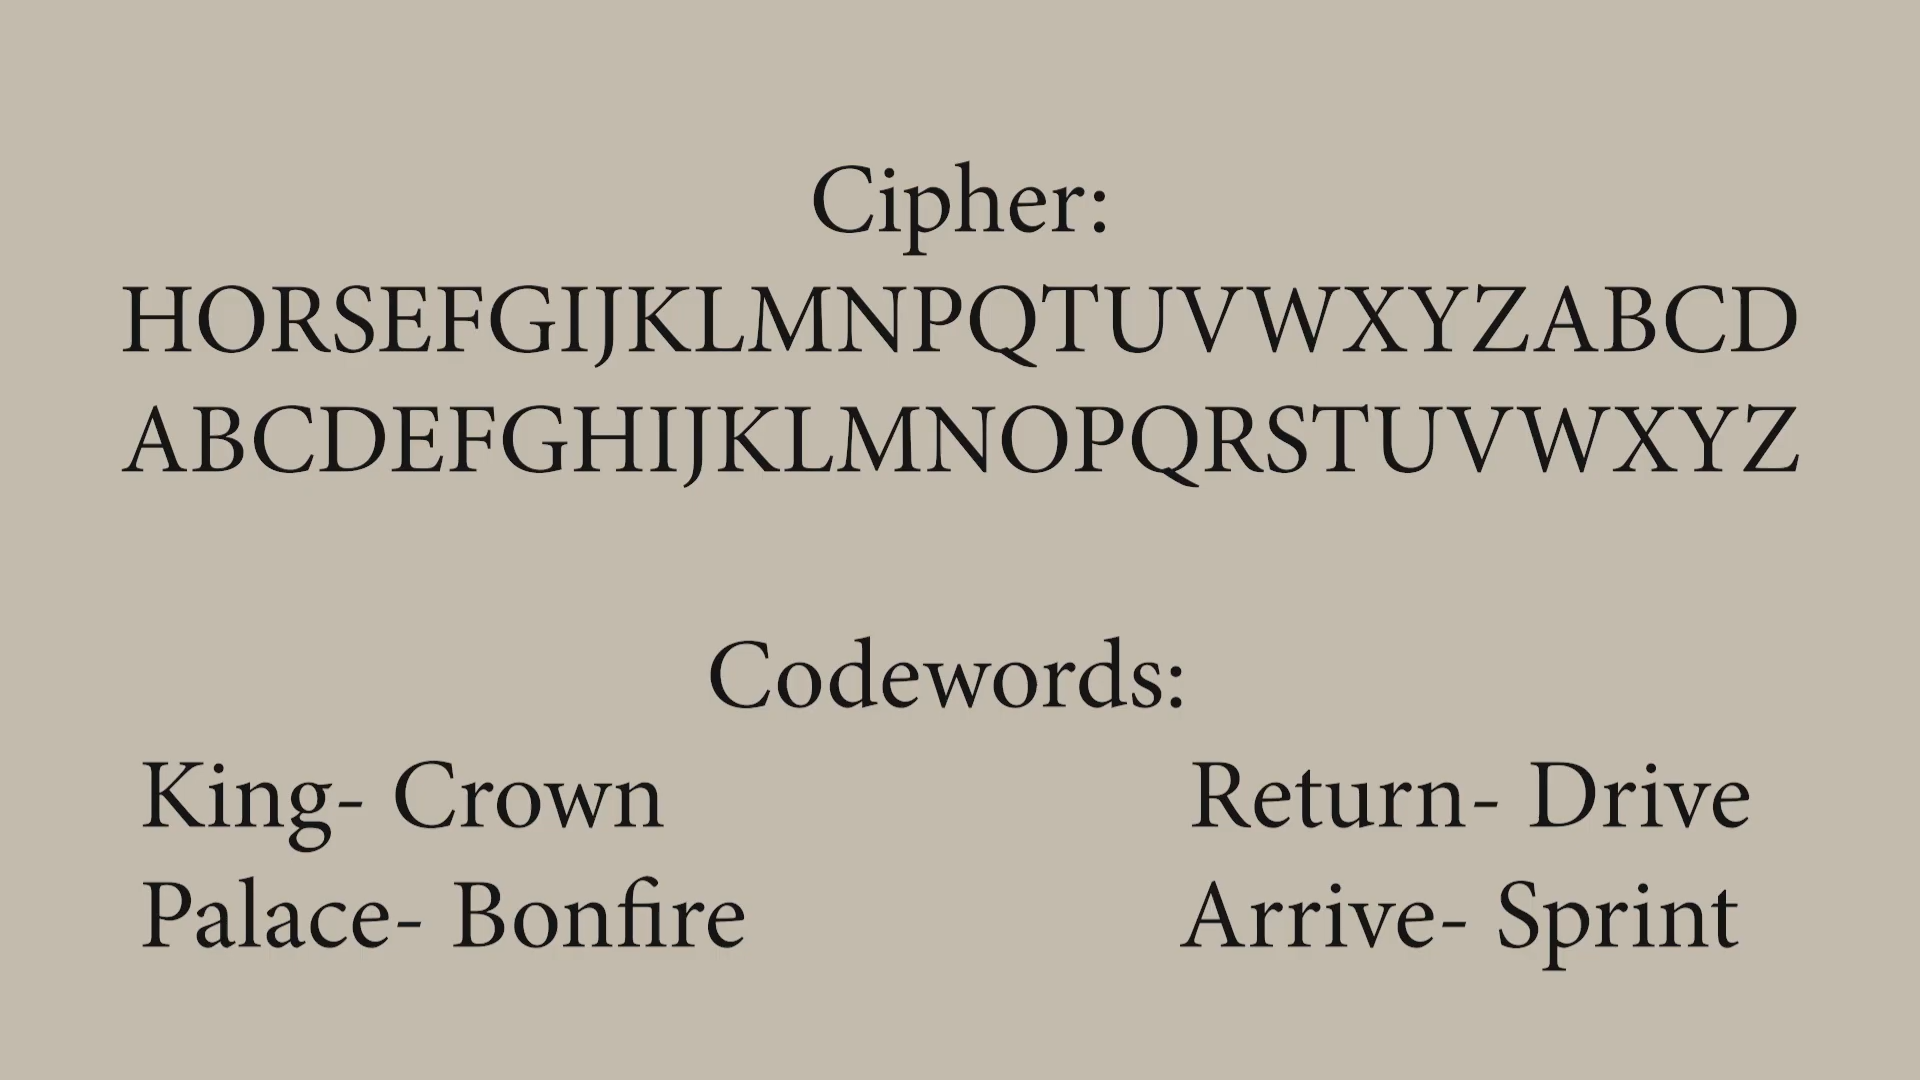 Cipher:
HORSEFGIJKLMNPQTUVWXYZABCD
ABCDEFGHIJKLMNOPQRSTUVWXYZ
Codewords:
King- Crown Return- Drive
Palace- Bonfire Arrive- Sprint